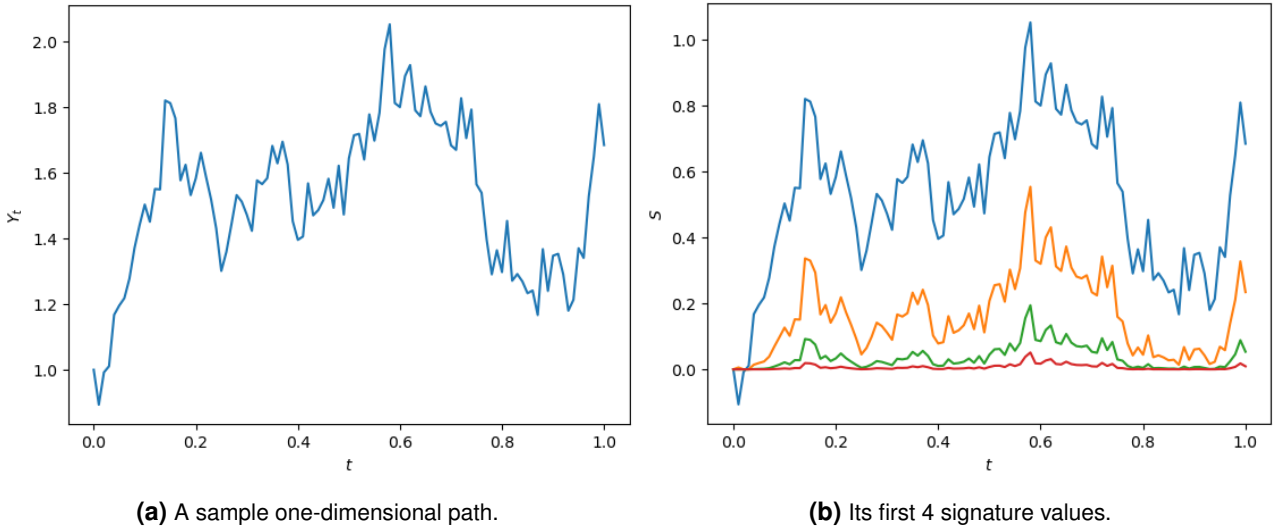 2.0
1.8
1.6
1.4
1.2
1.0
Y_t
0.0 0.2 0.4 0.6 0.8 1.0
t
(a) A sample one-dimensional path.
1.0
0.8
0.6
0.4
0.2
0.0
S
0.0 0.2 0.4 0.6 0.8 1.0
t
(b) Its first 4 signature values.